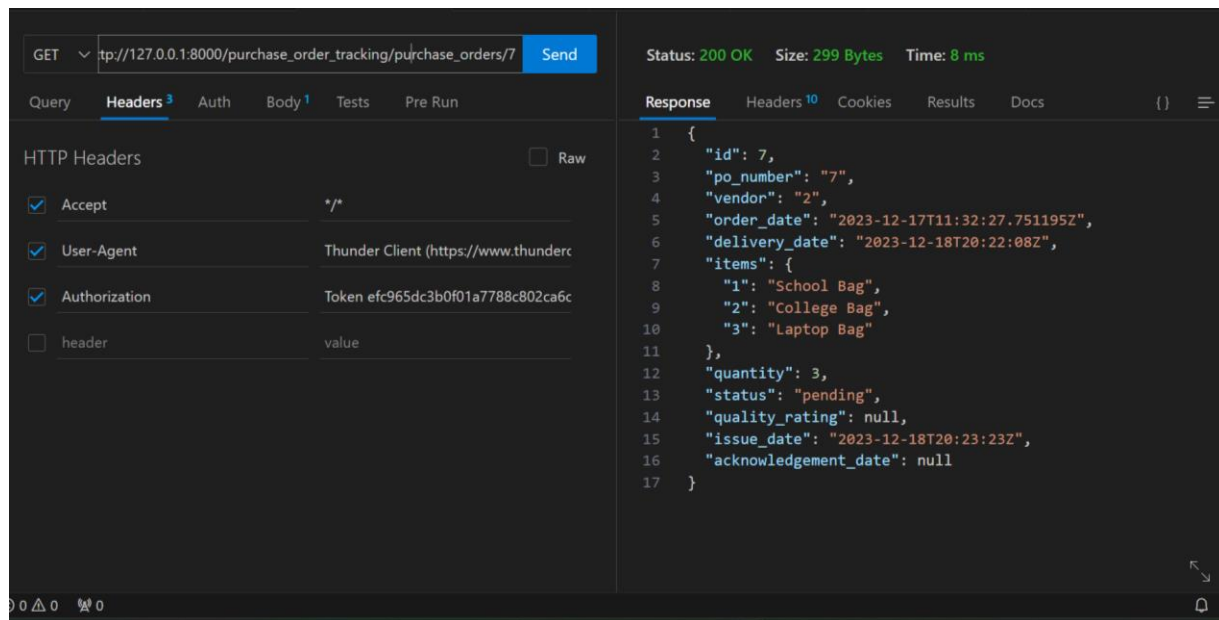 GET tp://127.0.0.1:8000/purchase_order_tracking/purchase_orders/7 Send
Query Headers 3 Auth Body 1 Tests Pre Run
HTTP Headers Raw
Accept */*
User-Agent Thunder Client (https://www.thunderc
Authorization Token efc965dc3b0f01a7788c802ca6c
header value
Status: 200 OK Size: 299 Bytes Time: 8 ms
Response Headers 10 Cookies Results Docs {}
1 {
2 "id": 7,
3 "po_number": "7",
4 "vendor": "2",
5 "order_date": "2023-12-17T11:32:27.751195Z",
6 "delivery_date": "2023-12-18T20:22:08Z",
7 "items": {
8 "1": "School Bag",
9 "2": "College Bag",
10 "3": "Laptop Bag"
11 },
12 "quantity": 3,
13 "status": "pending",
14 "quality_rating": null,
15 "issue_date": "2023-12-18T20:23:23Z",
16 "acknowledgement_date": null
17 }
0 0 0